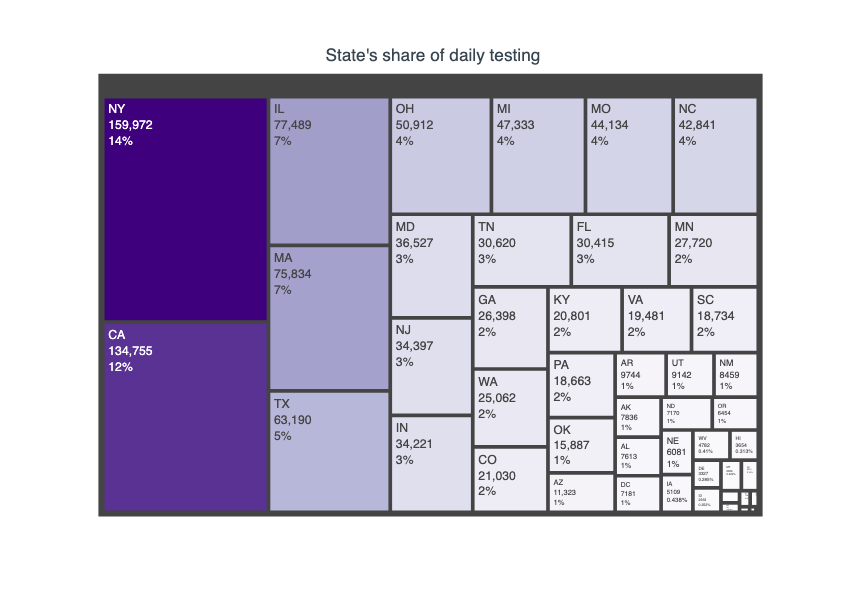 State's share of daily testing
NY
159,972
14%
CA
134,755
12%
IL
77,489
7%
MA
75,834
7%
TX
63,190
5%
OH
50,912
4%
MI
47,333
4%
MO
44,134
4%
NC
42,841
4%
MD
36,527
3%
NJ
34,397
3%
IN
34,221
3%
TN
30,620
3%
FL
30,415
3%
MN
27,720
2%
GA
26,398
2%
WA
25,062
2%
CO
21,030
2%
KY
20,801
2%
VA
19,481
2%
SC
18,734
2%
PA
18,663
2%
OK
15,887
1%
AZ
11,323
1%
AR
9744
1%
UT
9142
1%
NM
8459
1%
AK
7836
1%
AL
7613
1%
DC
7181
1%
ND
7170
1%
OR
6454
1%
NE
6081
1%
IA
5109
0.438%
WV
4782
0.41%
HI
3654
0.313%
DE